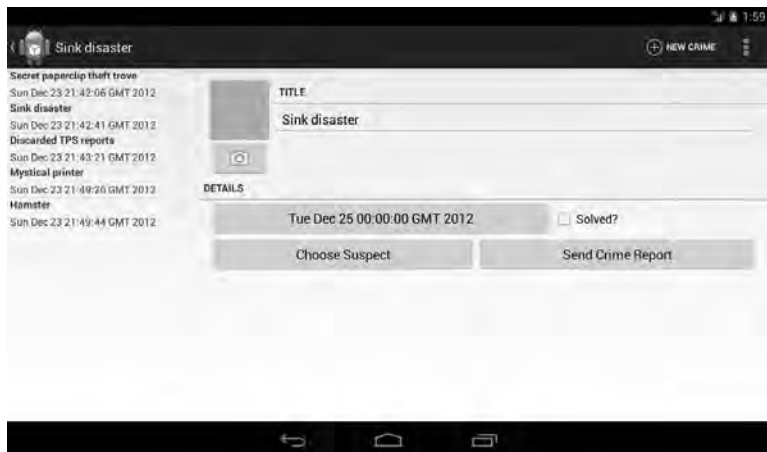 1:59
Sink disaster
NEW CRIME
Secret paperclip theft trove
Sun Dec 23 21:42:06 GMT 2012
Sink disaster
Sun Dec 23 21:42:41 GMT 2012
Discarded TPS reports
Sun Dec 23 21:43:21 GMT 2012
Mystical printer
Sun Dec 23 21:49:26 GMT 2012
Hamster
Sun Dec 23 21:49:44 GMT 2012
TITLE
Sink disaster
DETAILS
Tue Dec 25 00:00:00 GMT 2012
Solved?
Choose Suspect
Send Crime Report